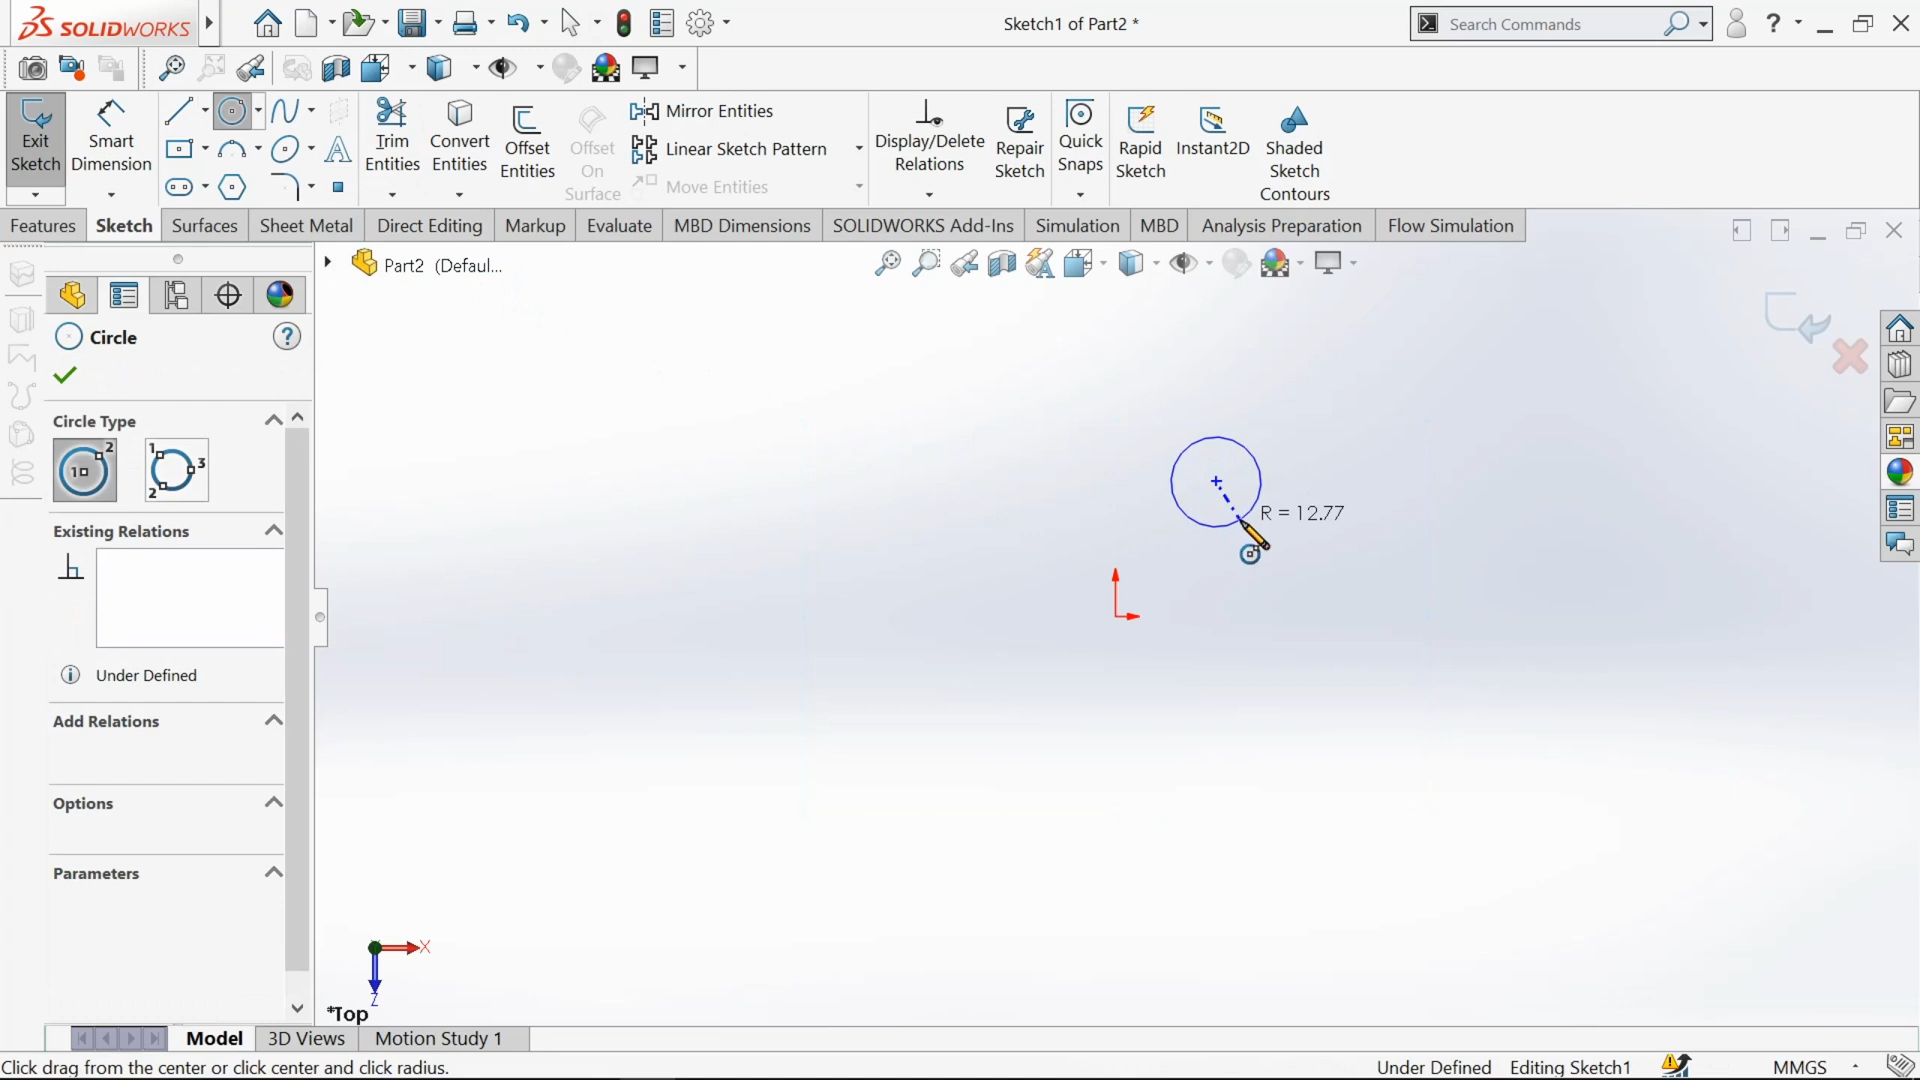 SOLIDWORKS
Sketch1 of Part2 *
Search Commands
?
Exit Sketch
Smart Dimension
Trim Entities
Convert Entities
Offset Entities
Offset On Surface
Mirror Entities
Linear Sketch Pattern
Move Entities
Display/Delete Relations
Repair Sketch
Quick Snaps
Rapid Sketch
Instant2D
Shaded Sketch Contours
Features
Sketch
Surfaces
Sheet Metal
Direct Editing
Markup
Evaluate
MBD Dimensions
SOLIDWORKS Add-Ins
Simulation
MBD
Analysis Preparation
Flow Simulation
Part2 (Defaul...
Circle
?
Circle Type
1 2
1 2 3
Existing Relations
Under Defined
Add Relations
Options
Parameters
R = 12.77
X
Z
*Top
Model
3D Views
Motion Study 1
Click drag from the center or click center and click radius.
Under Defined
Editing Sketch1
MMGS